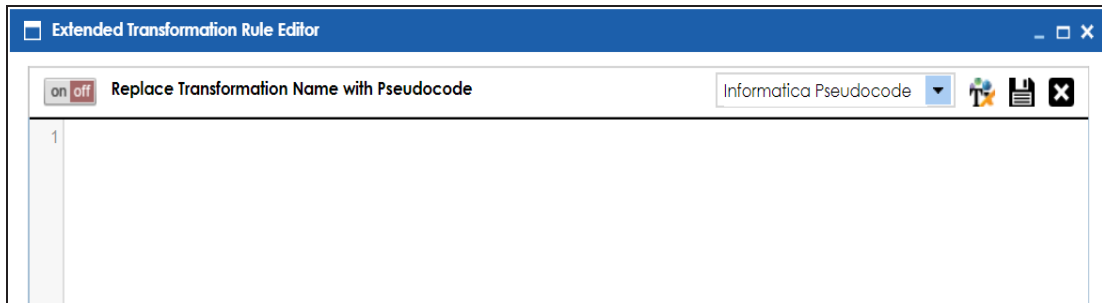 Extended Transformation Rule Editor
on off Replace Transformation Name with Pseudocode Informatica Pseudocode
1